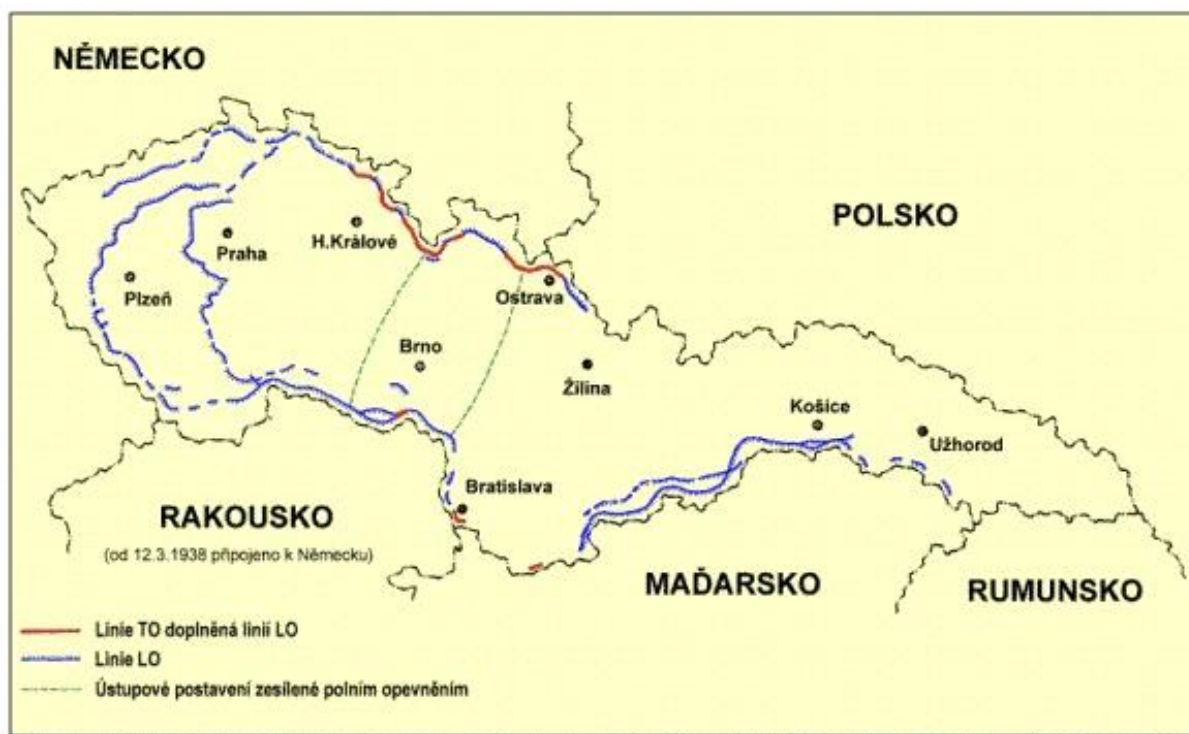 NĚMECKO
POLSKO
H.Králové
Praha
Plzeň
Ostrava
Brno
Žilina
Košice
Užhorod
Bratislava
RAKOUSKO
(od 12.3.1938 připojeno k Německu)
MAĎARSKO
RUMUNSKO
Linie TO doplněná linií LO
Linie LO
Ústupové postavení zesílené polním opevněním